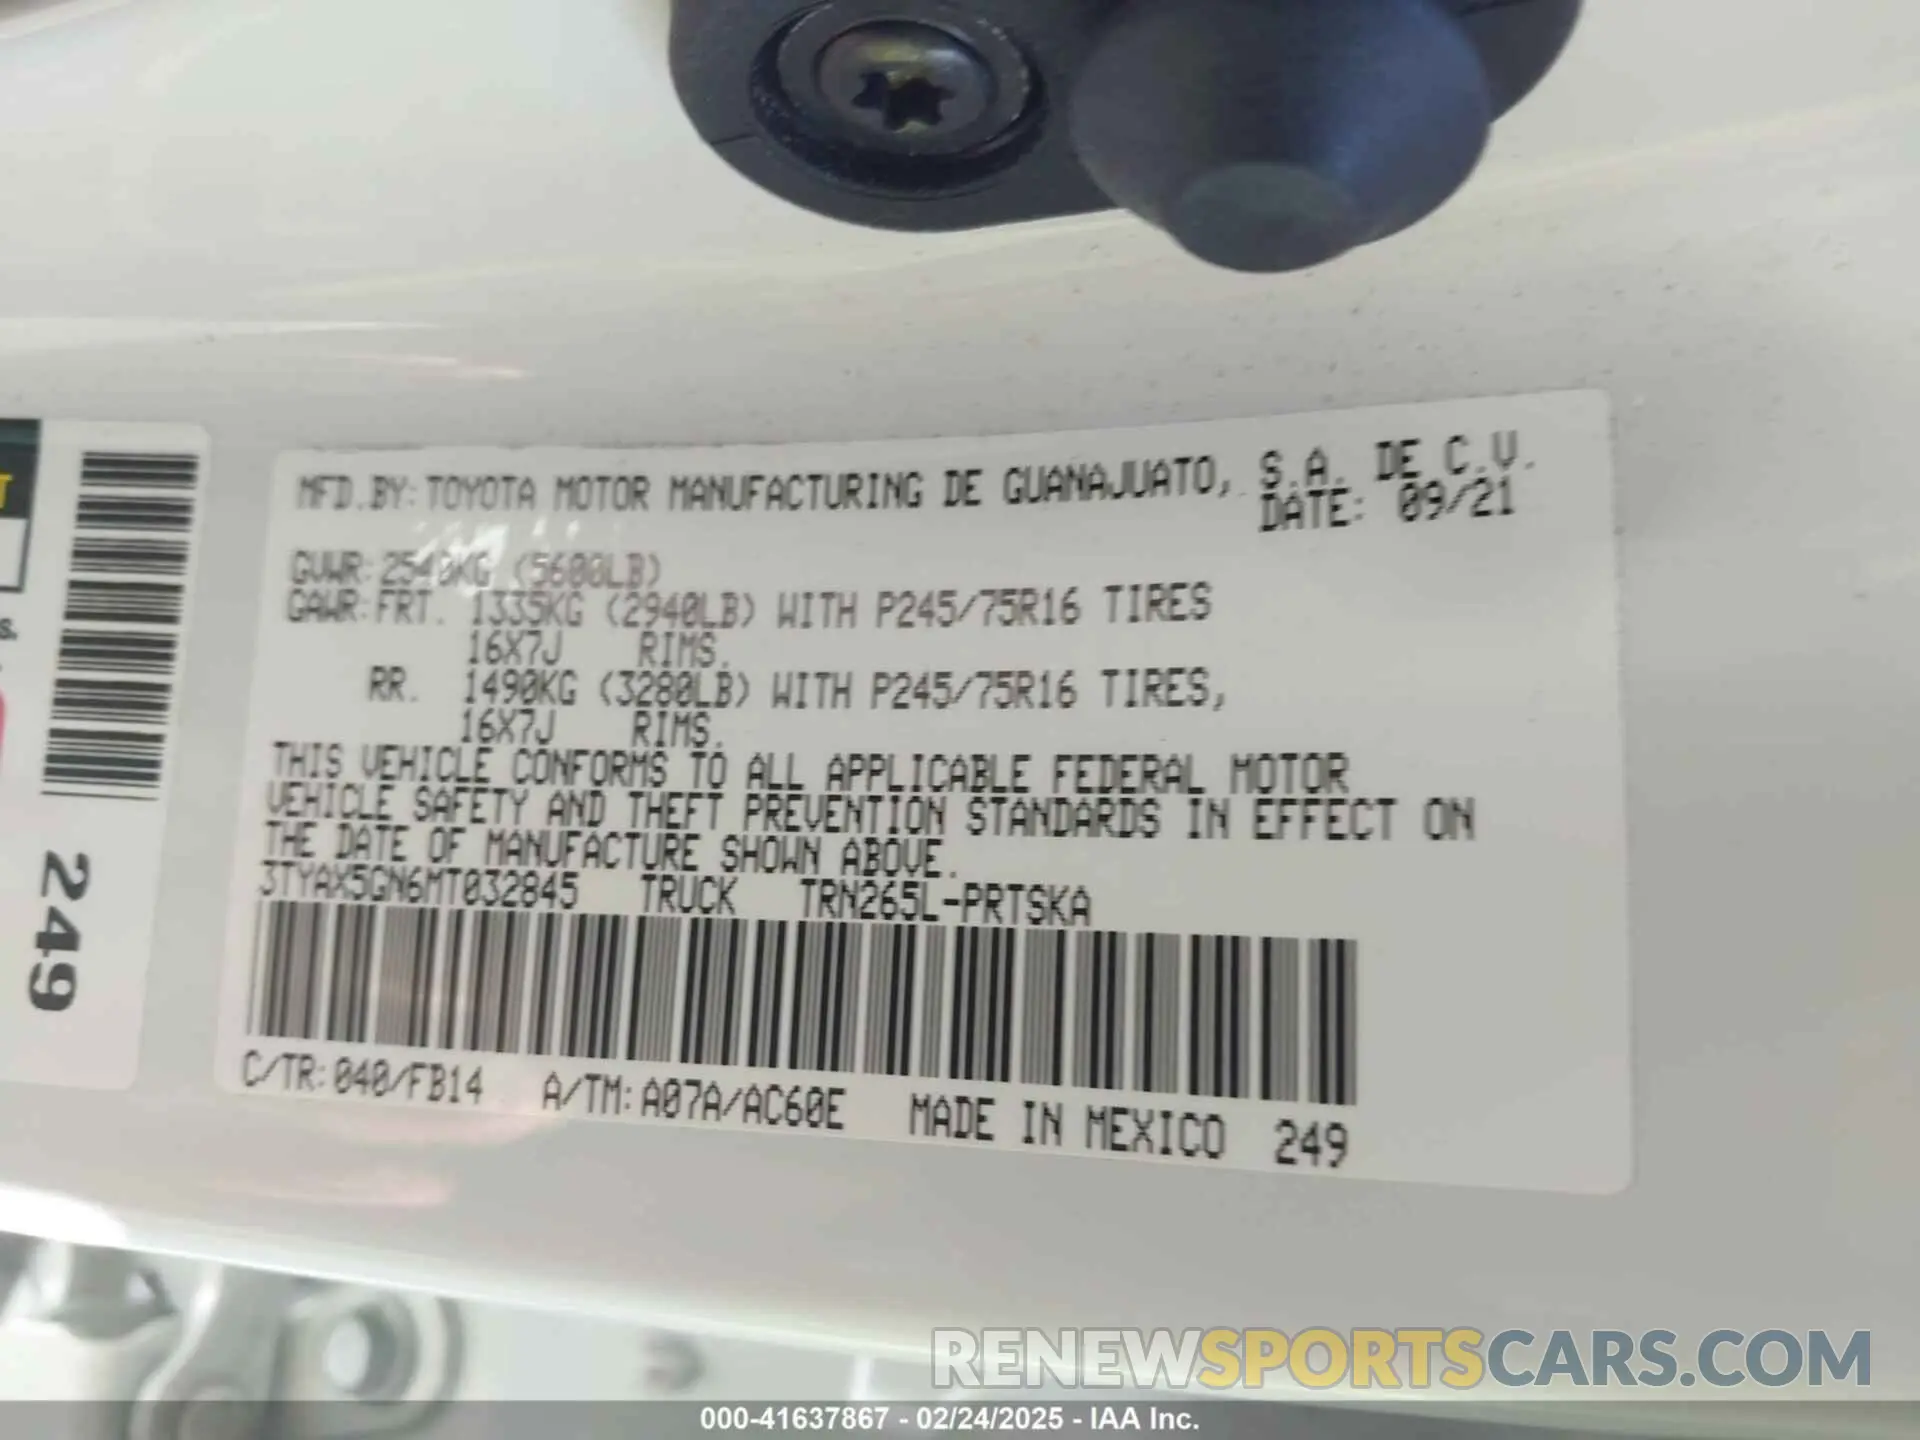 T
s.
249
MFD.BY:TOYOTA MOTOR MANUFACTURING DE GUANAJUATO, S.A. DE C.V.
DATE: 09/21
GVWR:2540KG (5600LB)
GAWR:FRT. 1335KG (2940LB) WITH P245/75R16 TIRES
16X7J RIMS.
RR. 1490KG (3280LB) WITH P245/75R16 TIRES,
16X7J RIMS.
THIS VEHICLE CONFORMS TO ALL APPLICABLE FEDERAL MOTOR
VEHICLE SAFETY AND THEFT PREVENTION STANDARDS IN EFFECT ON
THE DATE OF MANUFACTURE SHOWN ABOVE.
3TYAX5GN6MT032845 TRUCK TRN265L-PRTSKA
C/TR:040/FB14 A/TM:A07A/AC60E MADE IN MEXICO 249
RENEWSPORTSCARS.COM
000-41637867 - 02/24/2025 - IAA Inc.